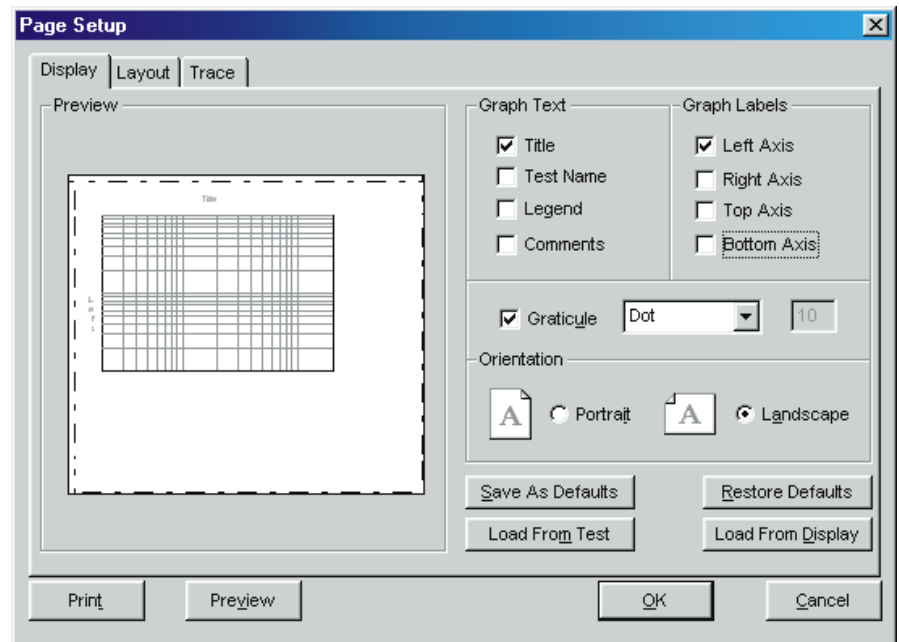 Page Setup
Display Layout Trace
Preview
Title
L
e
f
t
Graph Text
Title
Test Name
Legend
Comments
Graph Labels
Left Axis
Right Axis
Top Axis
Bottom Axis
Graticule Dot 10
Orientation
A Portrait A Landscape
Save As Defaults Restore Defaults
Load From Test Load From Display
Print Preview OK Cancel